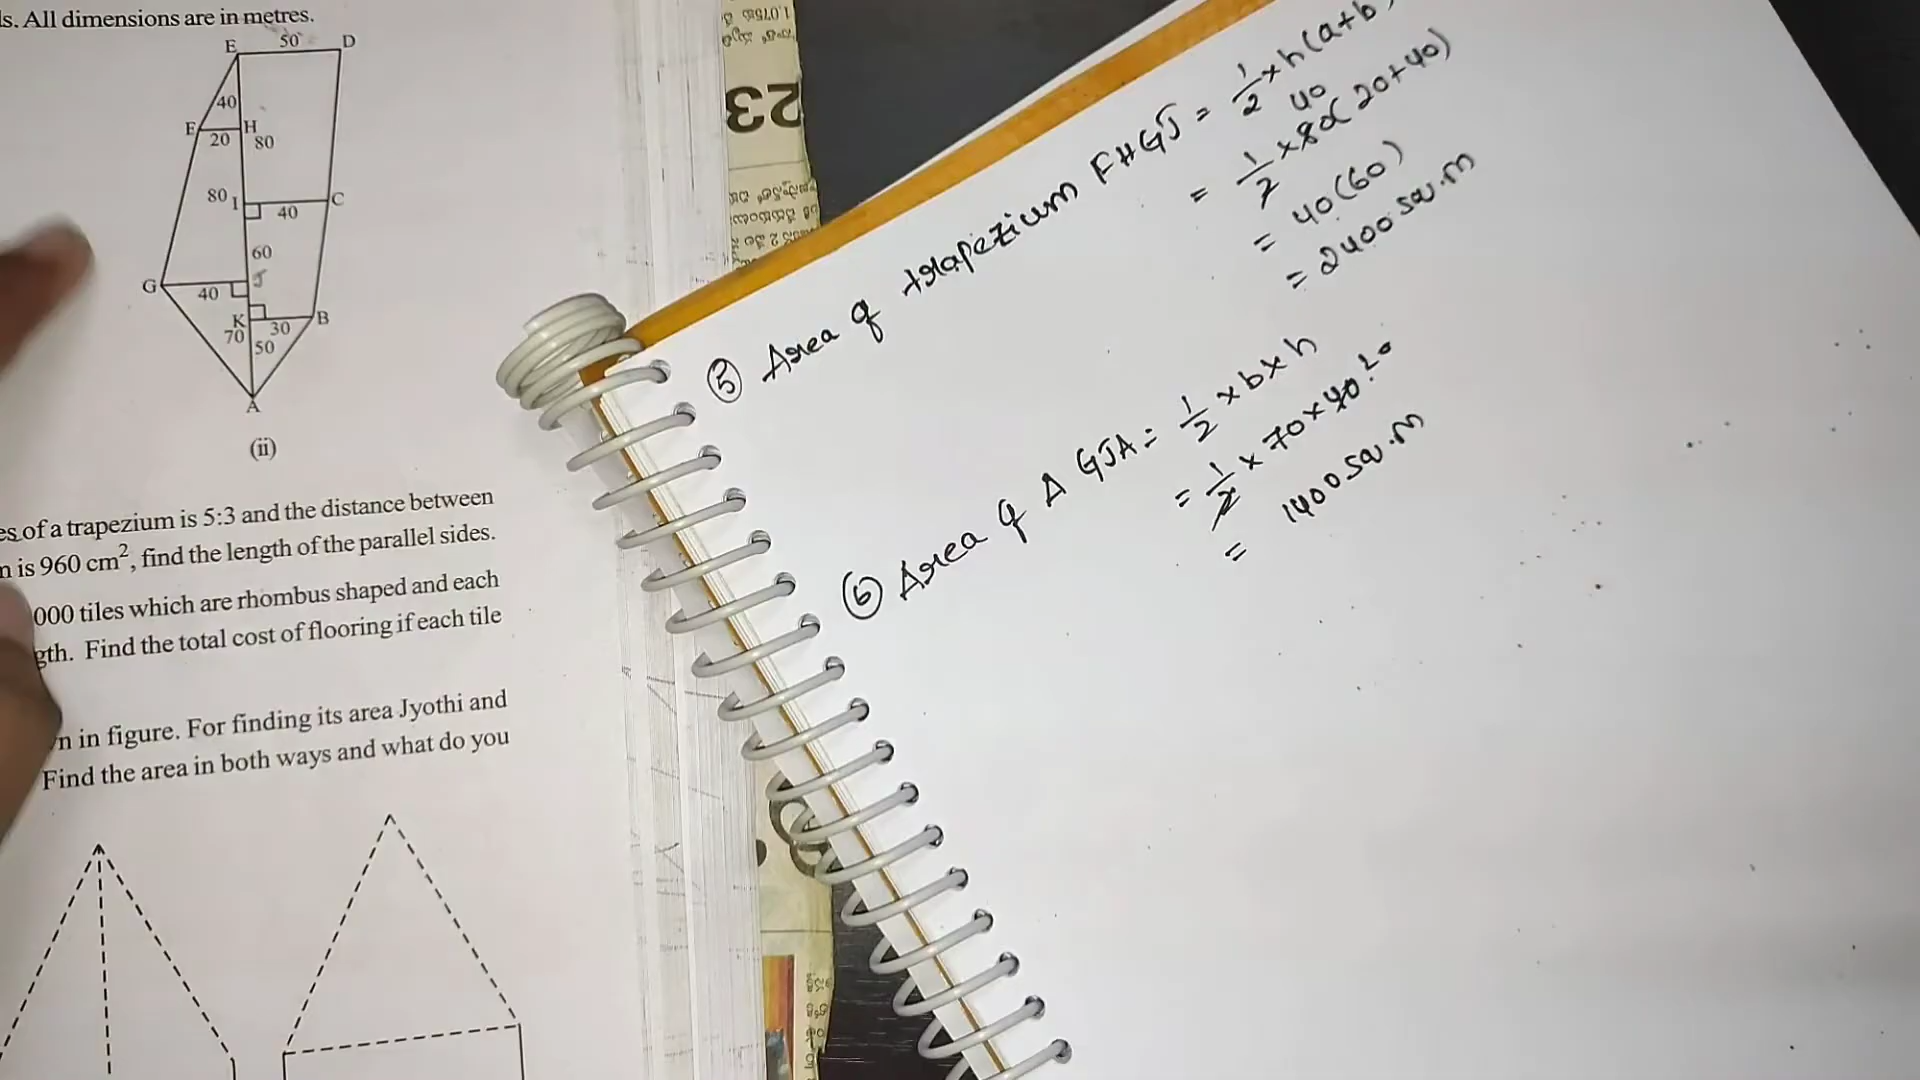 ls. All dimensions are in metres.
E 50 D
40
F H
20 80
80 I C
40
60
G J
40
K B
70 30
50
A
(ii)
es of a trapezium is 5:3 and the distance between
m is 960 cm², find the length of the parallel sides.
000 tiles which are rhombus shaped and each
gth. Find the total cost of flooring if each tile
n in figure. For finding its area Jyothi and
Find the area in both ways and what do you
23
⑤ Area of trapezium FHGJ = 1/2 × h(a+b)
40
= 1/2 × 80(20+40)
= 40(60)
= 2400 sq.m
⑥ Area of Δ GJA = 1/2 × b × h
= 1/2 × 70 × 40 20
= 1400 sq.m